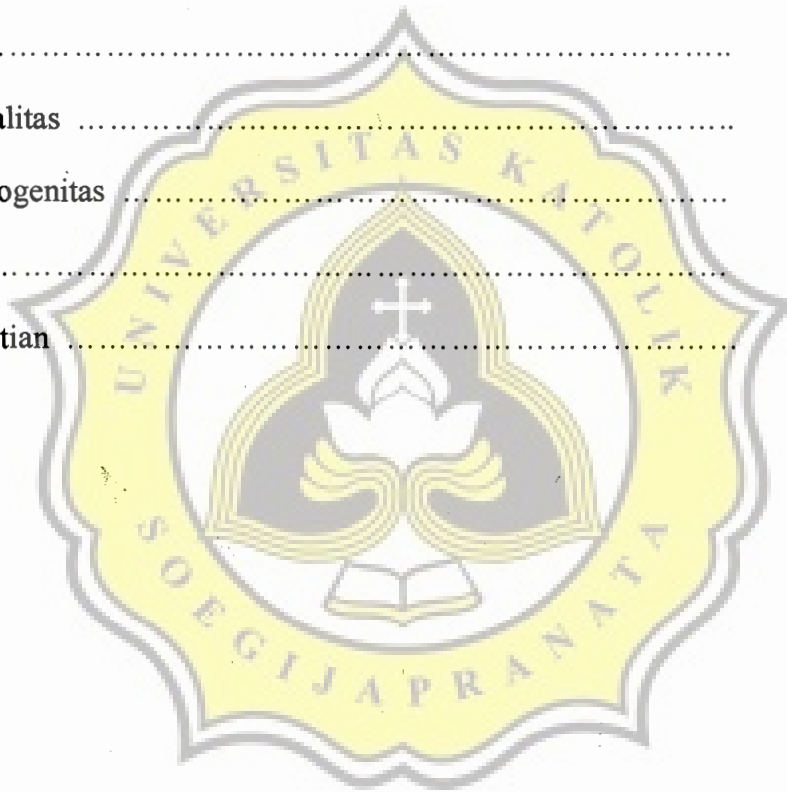 ……………………………………………………..
alitas ……………………………………………………..
ogenitas ………………………………………………….
……………………………………………………..
tian ……………………………………………………..
UNIVERSITAS KATOLIK
SOEGIJAPRANATA